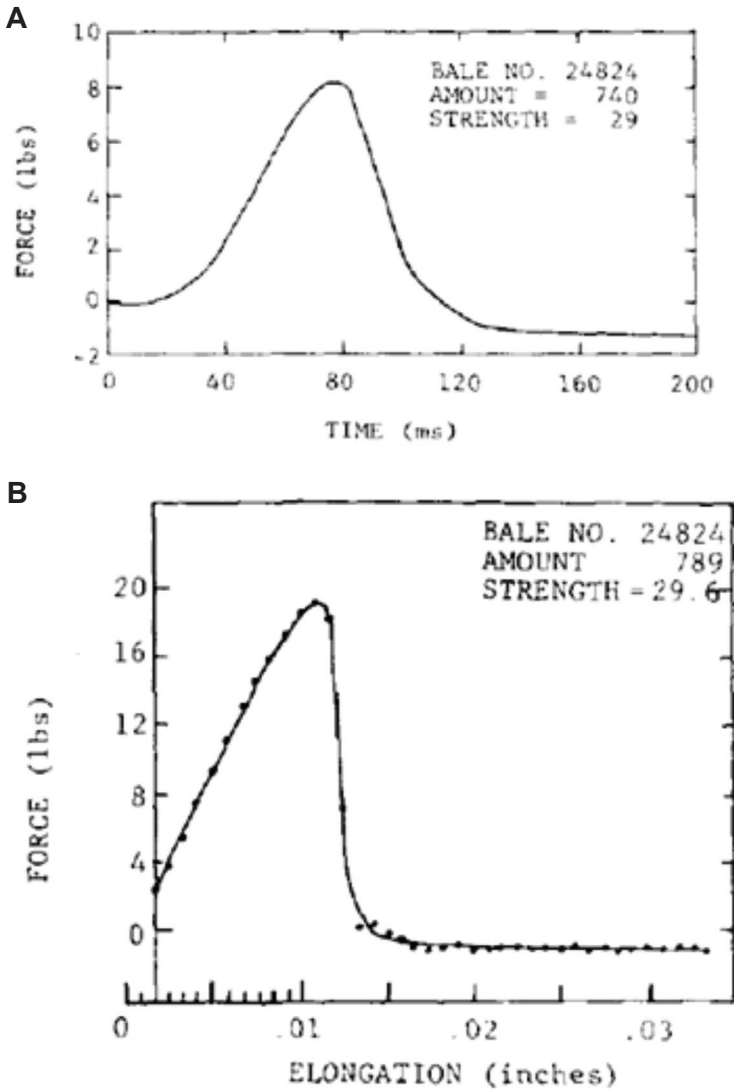 A
10
8
6
4
2
0
-2
FORCE (lbs)
BALE NO. 24824
AMOUNT = 740
STRENGTH = 29
0 40 80 120 160 200
TIME (ms)
B
20
16
12
8
4
0
FORCE (lbs)
BALE NO. 24824
AMOUNT 789
STRENGTH = 29.6
0 .01 .02 .03
ELONGATION (inches)